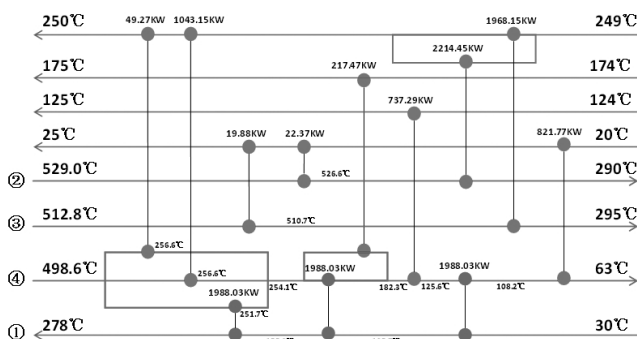 49.27KW 1043.15KW 1968.15KW
250℃ 249℃
2214.45KW
217.47KW
175℃ 174℃
737.29KW
125℃ 124℃
19.88KW 22.37KW 821.77KW
25℃ 20℃
② 529.0℃ 526.6℃ 290℃
③ 512.8℃ 510.7℃ 295℃
256.6℃
④ 498.6℃ 256.6℃ 254.1℃ 1988.03KW 182.3℃ 125.6℃ 1988.03KW 108.2℃ 63℃
1988.03KW
251.7℃
① 278℃ 30℃